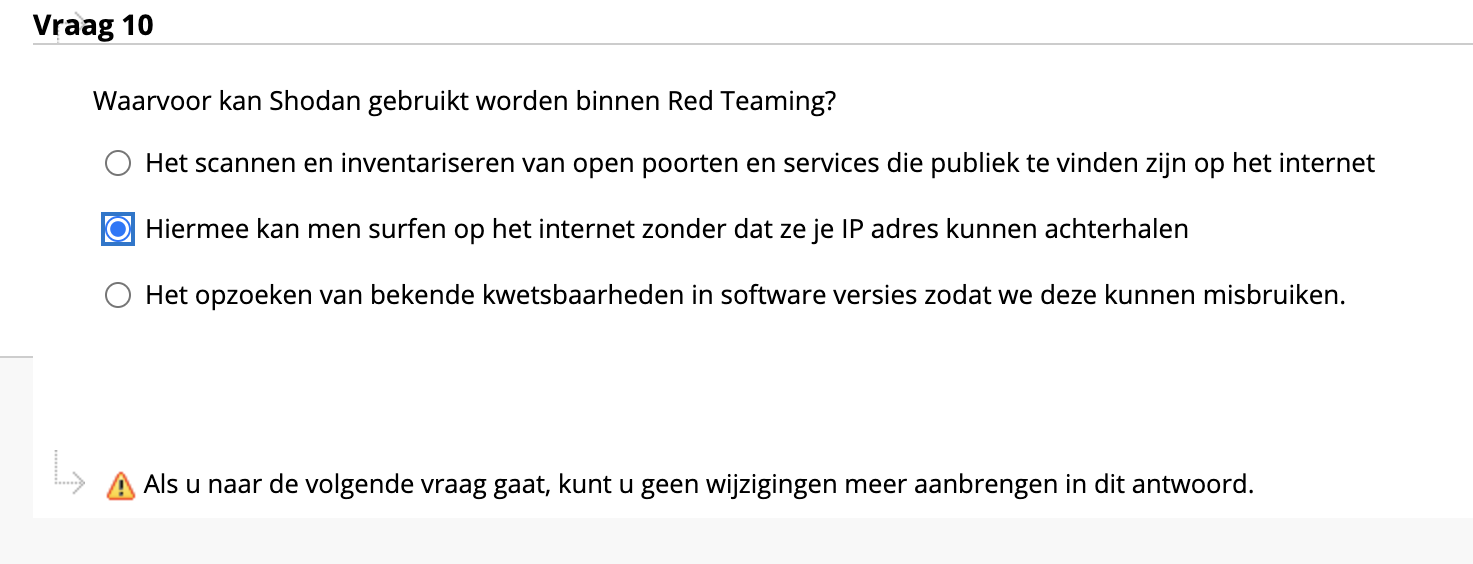 Vraag 10
Waarvoor kan Shodan gebruikt worden binnen Red Teaming?
Het scannen en inventariseren van open poorten en services die publiek te vinden zijn op het internet
Hiermee kan men surfen op het internet zonder dat ze je IP adres kunnen achterhalen
Het opzoeken van bekende kwetsbaarheden in software versies zodat we deze kunnen misbruiken.
Als u naar de volgende vraag gaat, kunt u geen wijzigingen meer aanbrengen in dit antwoord.